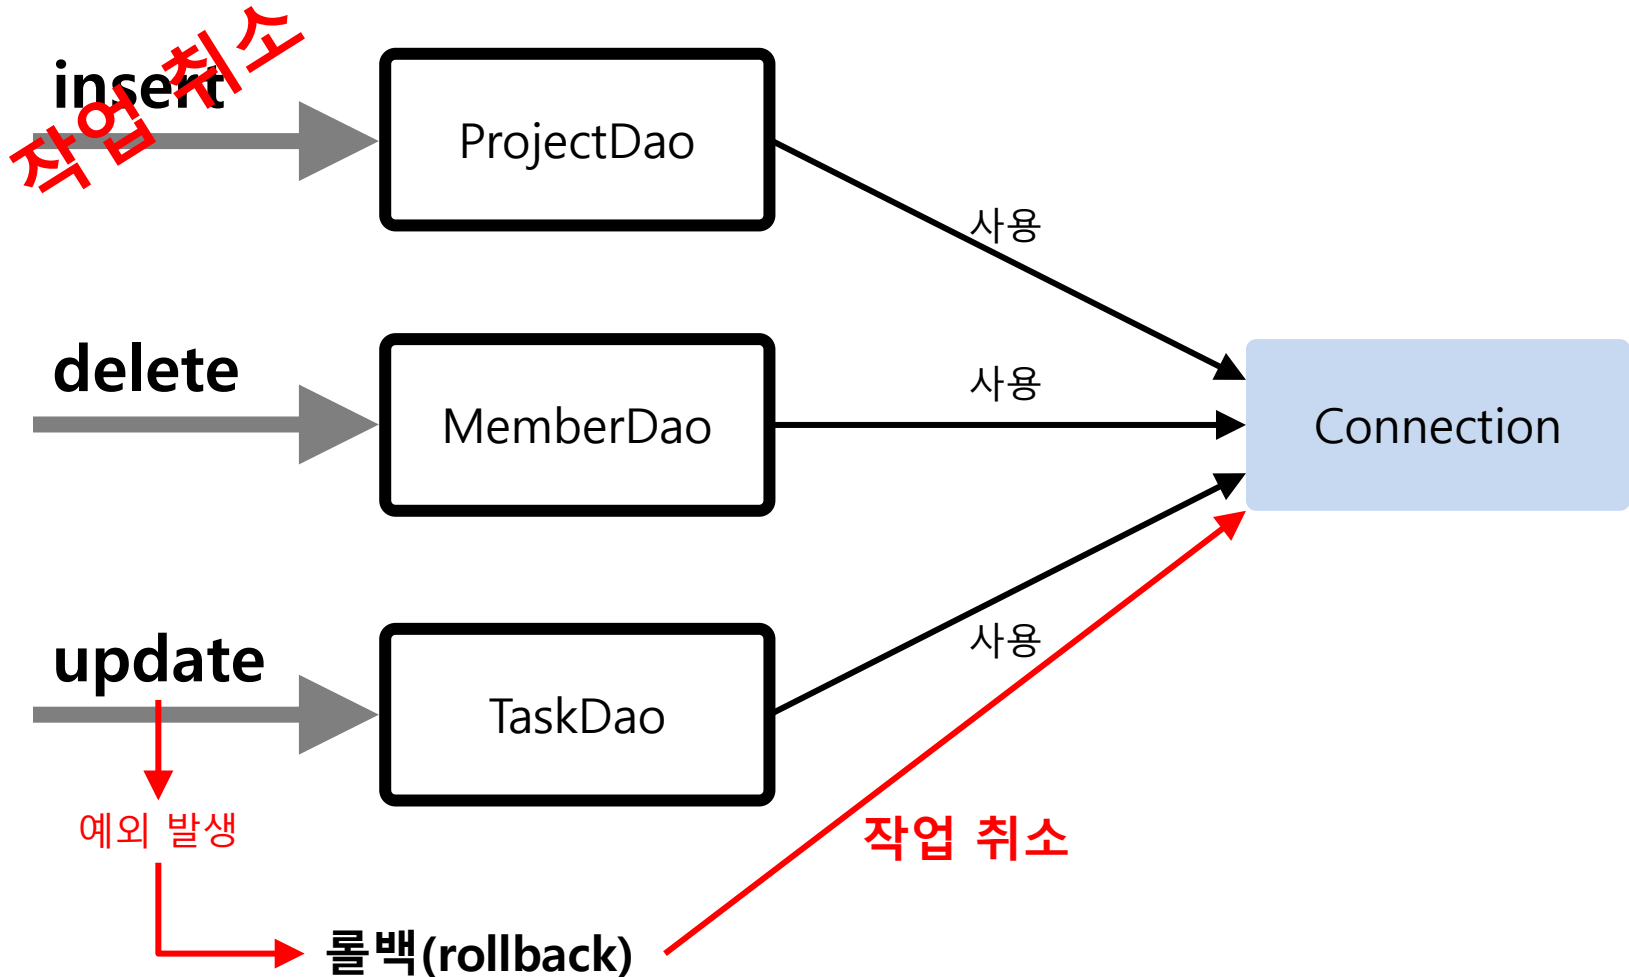 작업 취소
insert
ProjectDao
사용
delete
MemberDao
사용
Connection
update
TaskDao
사용
예외 발생
작업 취소
롤백(rollback)